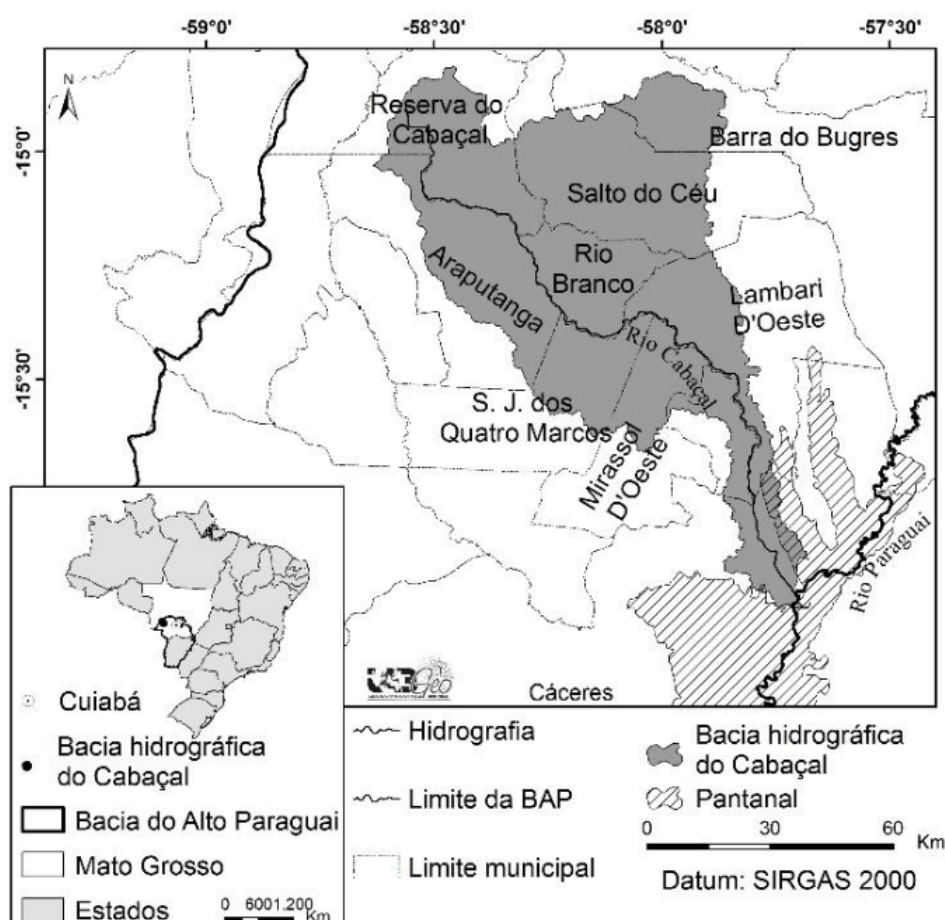 -59°0'
-58°30'
-58°0'
-57°30'
N
-15°0'
-15°30'
Reserva do
Cabaçal
Barra do Bugres
Salto do Céu
Rio
Branco
Araputanga
Lambari
D'Oeste
Rio Cabaçal
S. J. dos
Quatro Marcos
Mirassol
D'Oeste
Rio Paraguai
Cáceres
Cuiabá
Bacia hidrográfica
do Cabaçal
Bacia do Alto Paraguai
Mato Grosso
Estados
0 6001.200
Km
Hidrografia
Limite da BAP
Limite municipal
Bacia hidrográfica
do Cabaçal
Pantanal
0 30 60
Km
Datum: SIRGAS 2000